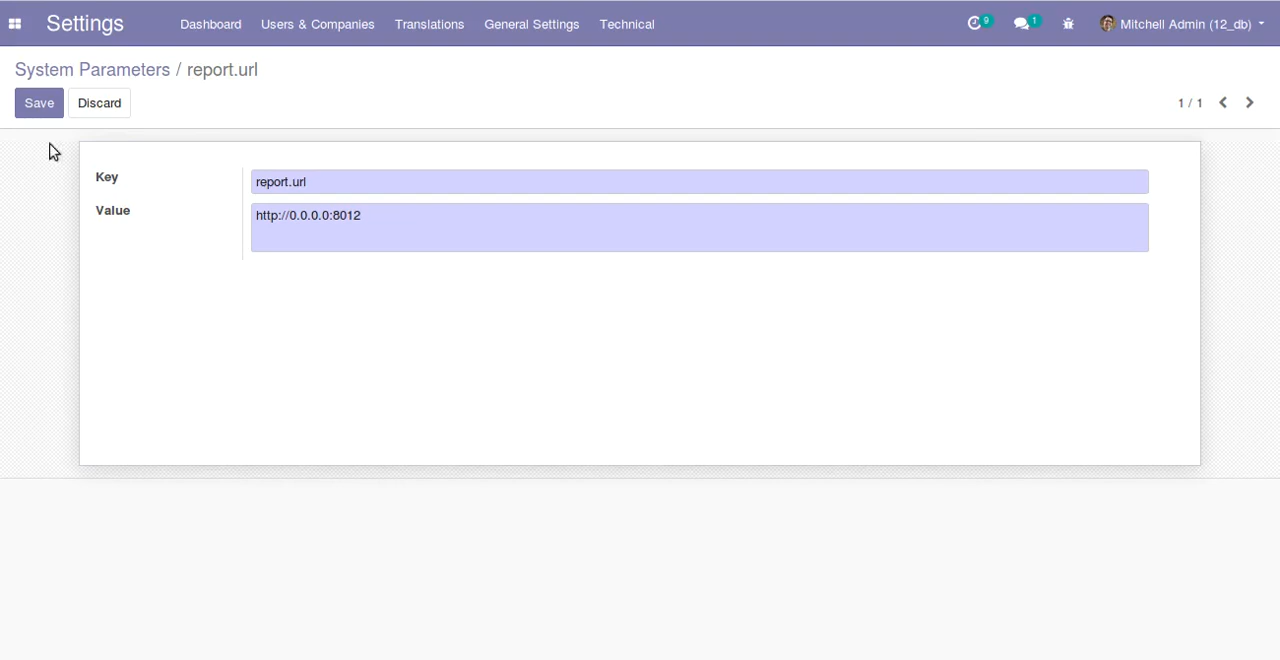 Settings Dashboard Users & Companies Translations General Settings Technical 9 1 Mitchell Admin (12_db)
System Parameters / report.url
Save Discard 1 / 1
Key report.url
Value http://0.0.0.0:8012